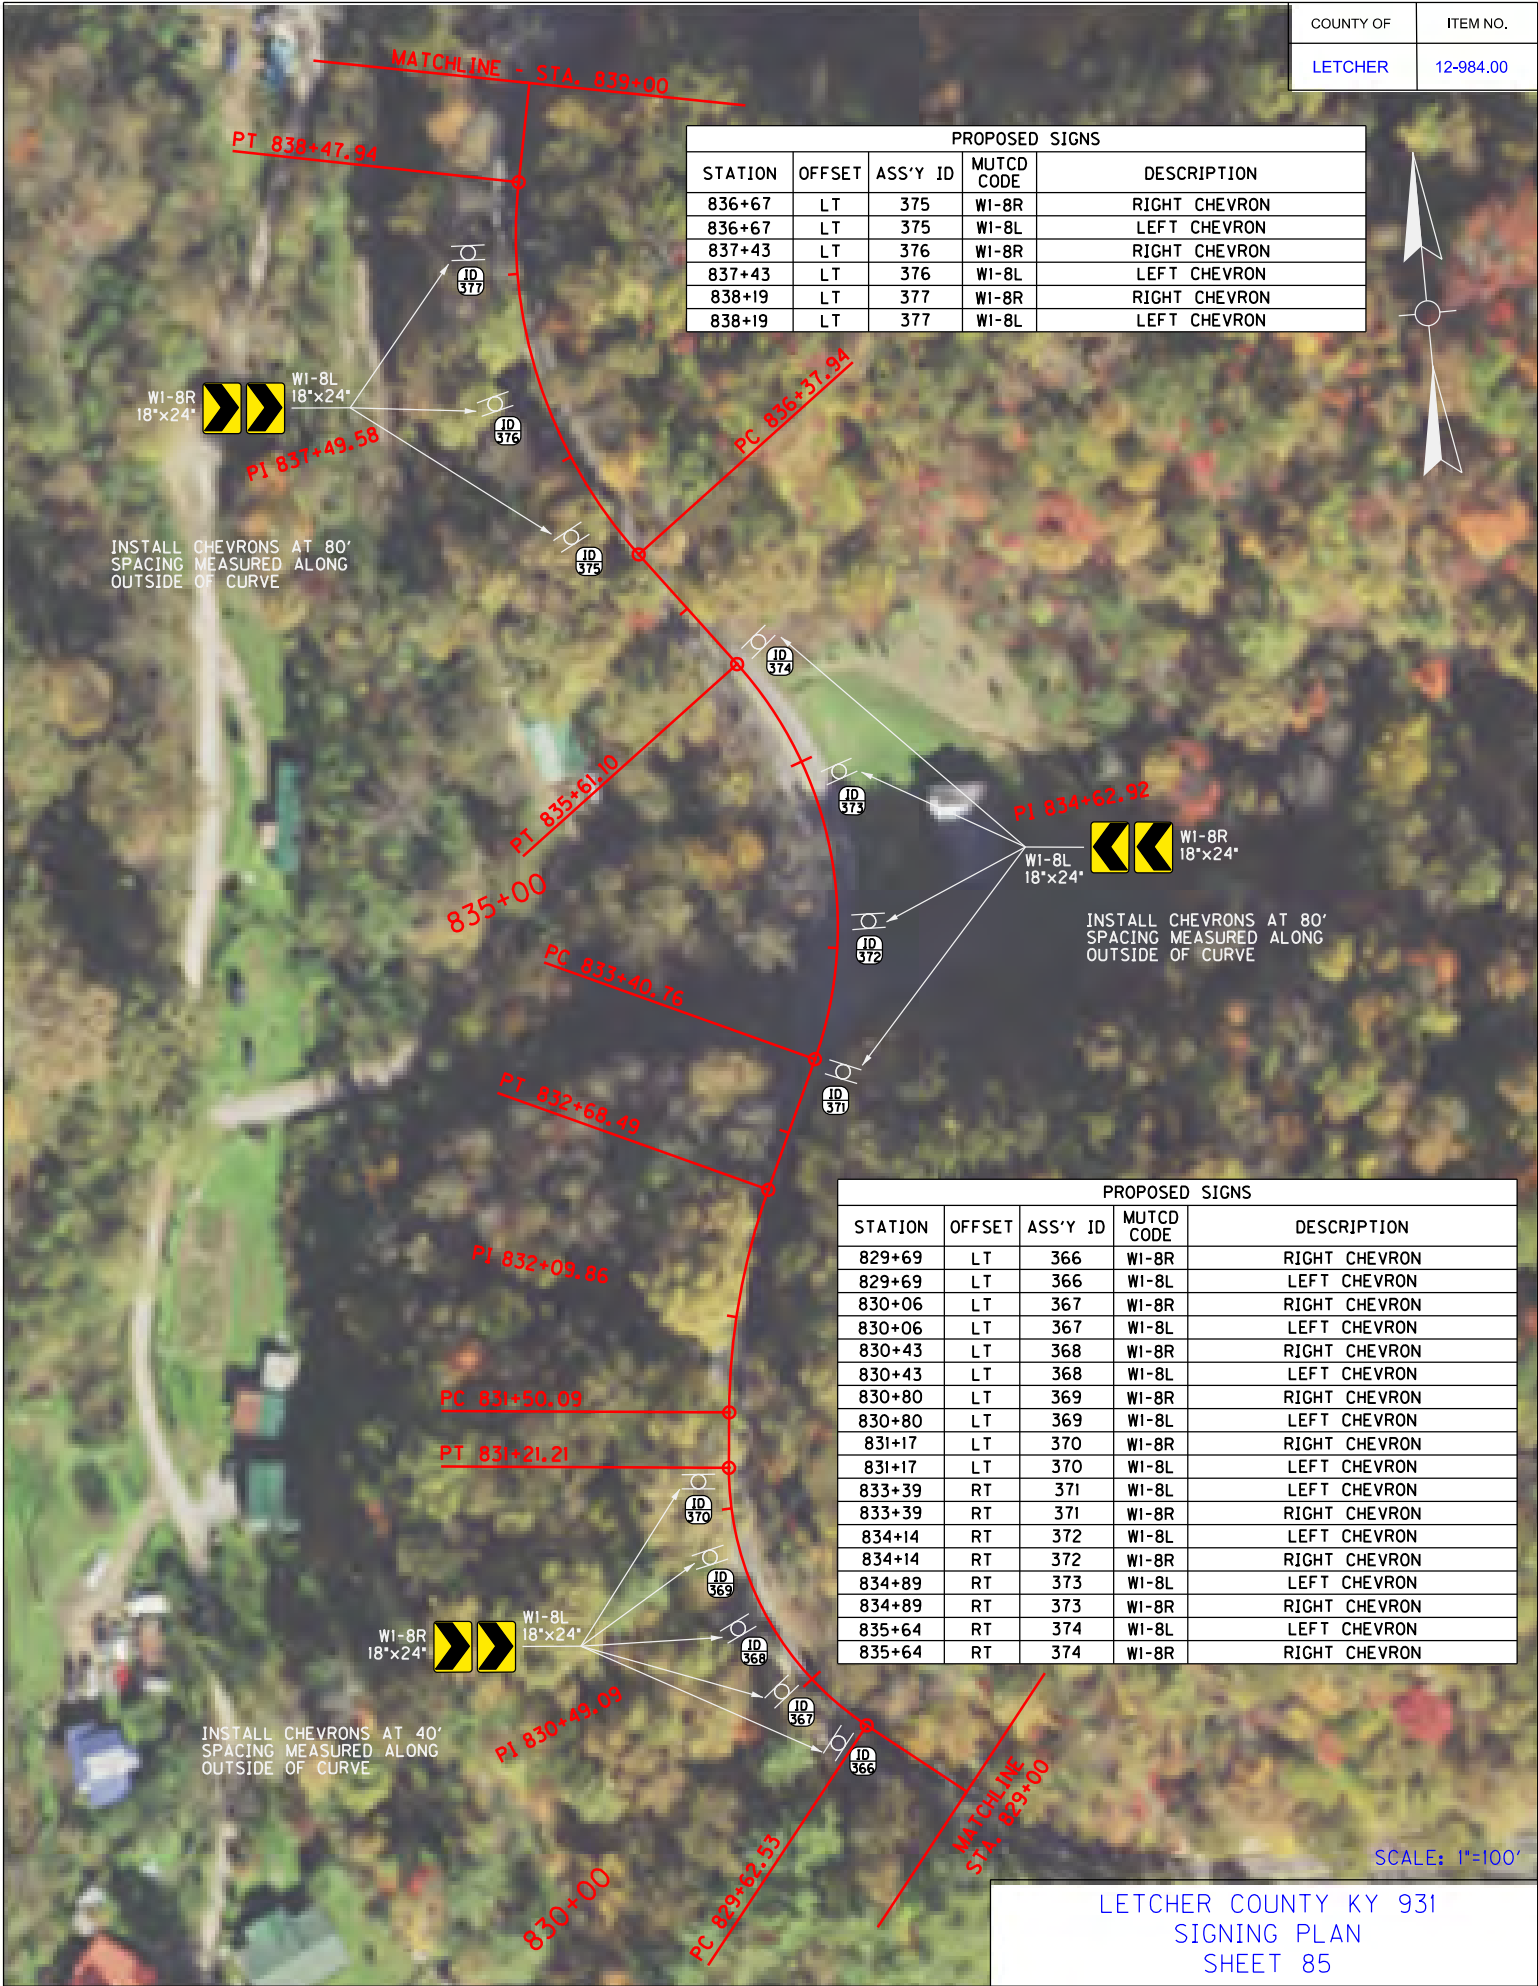 COUNTY OF ITEM NO.
LETCHER 12-984.00
MATCHLINE - STA. 839+00
PT 838+47.94
PROPOSED SIGNS
STATION OFFSET ASS'Y ID MUTCD CODE DESCRIPTION
836+67 LT 375 W1-8R RIGHT CHEVRON
836+67 LT 375 W1-8L LEFT CHEVRON
837+43 LT 376 W1-8R RIGHT CHEVRON
837+43 LT 376 W1-8L LEFT CHEVRON
838+19 LT 377 W1-8R RIGHT CHEVRON
838+19 LT 377 W1-8L LEFT CHEVRON
ID 377
W1-8R 18"x24"
W1-8L 18"x24"
ID 376
PI 837+49.58
PC 836+37.94
INSTALL CHEVRONS AT 80'
SPACING MEASURED ALONG
OUTSIDE OF CURVE
ID 375
ID 374
PT 835+61.10
ID 373
PI 834+62.92
W1-8L 18"x24"
W1-8R 18"x24"
835+00
INSTALL CHEVRONS AT 80'
SPACING MEASURED ALONG
OUTSIDE OF CURVE
ID 372
PC 833+40.76
ID 371
PT 832+68.49
PI 832+09.86
PROPOSED SIGNS
STATION OFFSET ASS'Y ID MUTCD CODE DESCRIPTION
829+69 LT 366 W1-8R RIGHT CHEVRON
829+69 LT 366 W1-8L LEFT CHEVRON
830+06 LT 367 W1-8R RIGHT CHEVRON
830+06 LT 367 W1-8L LEFT CHEVRON
830+43 LT 368 W1-8R RIGHT CHEVRON
830+43 LT 368 W1-8L LEFT CHEVRON
830+80 LT 369 W1-8R RIGHT CHEVRON
830+80 LT 369 W1-8L LEFT CHEVRON
831+17 LT 370 W1-8R RIGHT CHEVRON
831+17 LT 370 W1-8L LEFT CHEVRON
833+39 RT 371 W1-8L LEFT CHEVRON
833+39 RT 371 W1-8R RIGHT CHEVRON
834+14 RT 372 W1-8L LEFT CHEVRON
834+14 RT 372 W1-8R RIGHT CHEVRON
834+89 RT 373 W1-8L LEFT CHEVRON
834+89 RT 373 W1-8R RIGHT CHEVRON
835+64 RT 374 W1-8L LEFT CHEVRON
835+64 RT 374 W1-8R RIGHT CHEVRON
PC 831+50.09
PT 831+21.21
ID 370
ID 369
W1-8R 18"x24"
W1-8L 18"x24"
ID 368
ID 367
ID 366
PI 830+49.09
INSTALL CHEVRONS AT 40'
SPACING MEASURED ALONG
OUTSIDE OF CURVE
MATCHLINE
STA. 829+00
830+00
PC 829+62.53
SCALE: 1"=100'
LETCHER COUNTY KY 931
SIGNING PLAN
SHEET 85